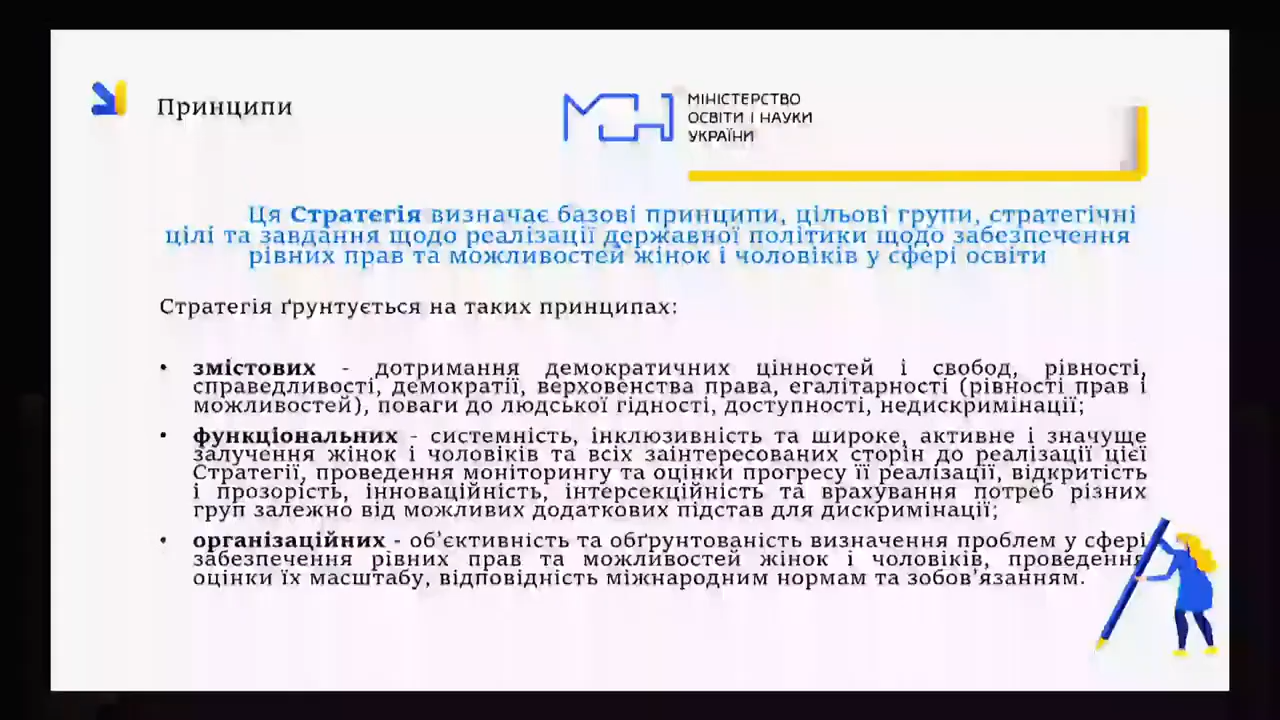 Принципи
МІНІСТЕРСТВО
ОСВІТИ І НАУКИ
УКРАЇНИ
Ця Стратегія визначає базові принципи, цільові групи, стратегічні
цілі та завдання щодо реалізації державної політики щодо забезпечення
рівних прав та можливостей жінок і чоловіків у сфері освіти
Стратегія ґрунтується на таких принципах:
• змістових - дотримання демократичних цінностей і свобод, рівності,
справедливості, демократії, верховенства права, егалітарності (рівності прав і
можливостей), поваги до людської гідності, доступності, недискримінації;
• функціональних - системність, інклюзивність та широке, активне і значуще
залучення жінок і чоловіків та всіх заінтересованих сторін до реалізації цієї
Стратегії, проведення моніторингу та оцінки прогресу її реалізації, відкритість
і прозорість, інноваційність, інтерсекційність та врахування потреб різних
груп залежно від можливих додаткових підстав для дискримінації;
• організаційних - об’єктивність та обґрунтованість визначення проблем у сфері
забезпечення рівних прав та можливостей жінок і чоловіків, проведення
оцінки їх масштабу, відповідність міжнародним нормам та зобов’язанням.